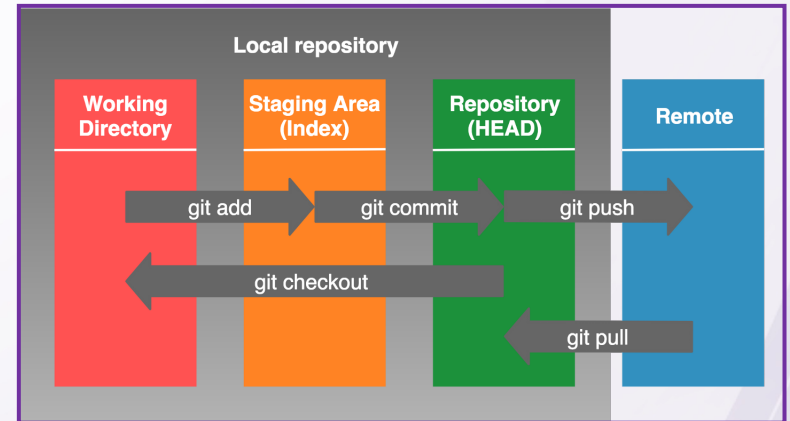 Local repository
Working
Directory
Staging Area
(Index)
Repository
(HEAD)
Remote
git add
git commit
git push
git checkout
git pull